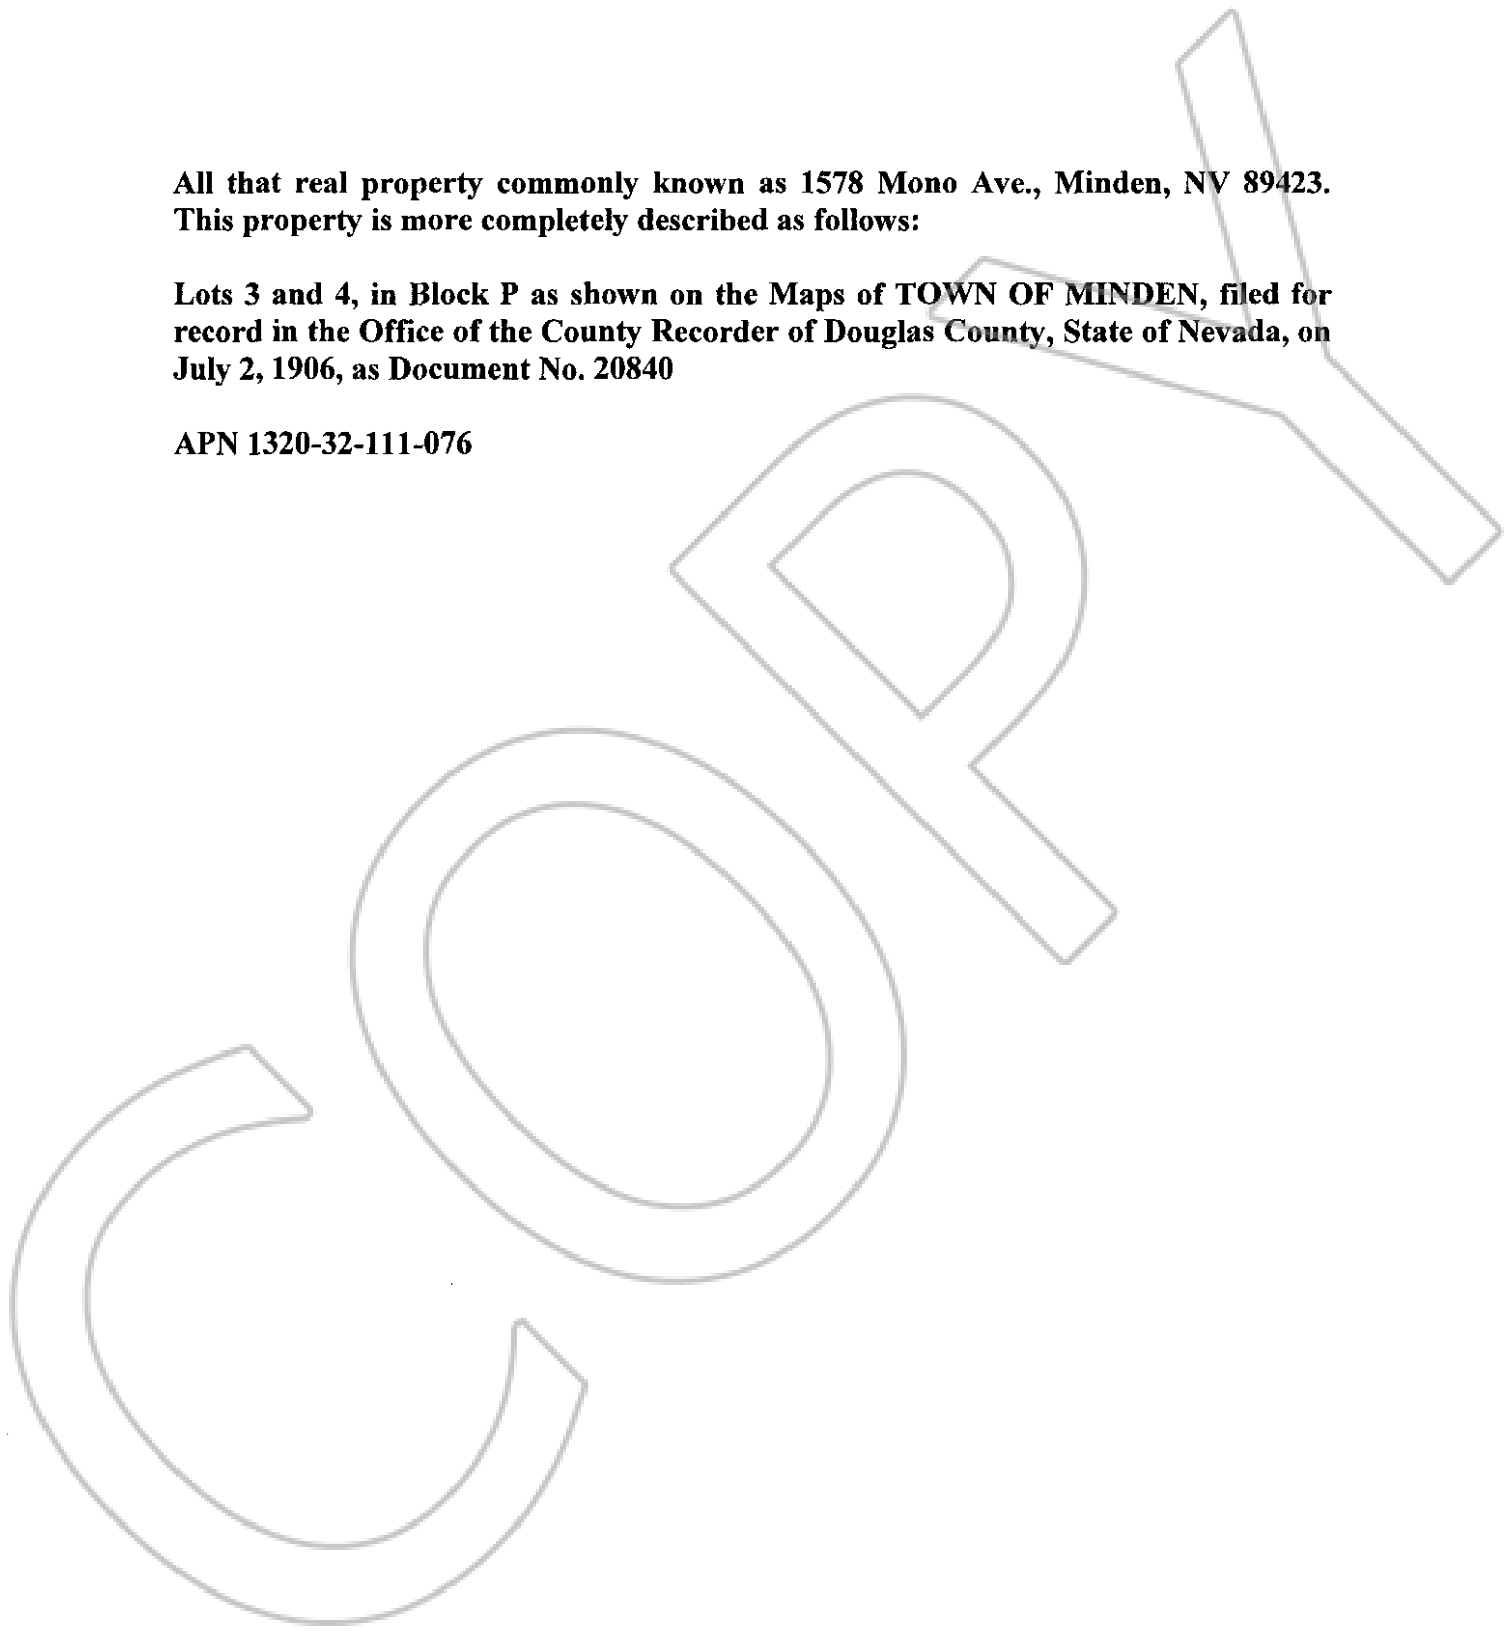 All that real property commonly known as 1578 Mono Ave., Minden, NV 89423.
This property is more completely described as follows:
Lots 3 and 4, in Block P as shown on the Maps of TOWN OF MINDEN, filed for
record in the Office of the County Recorder of Douglas County, State of Nevada, on
July 2, 1906, as Document No. 20840
APN 1320-32-111-076
COPY